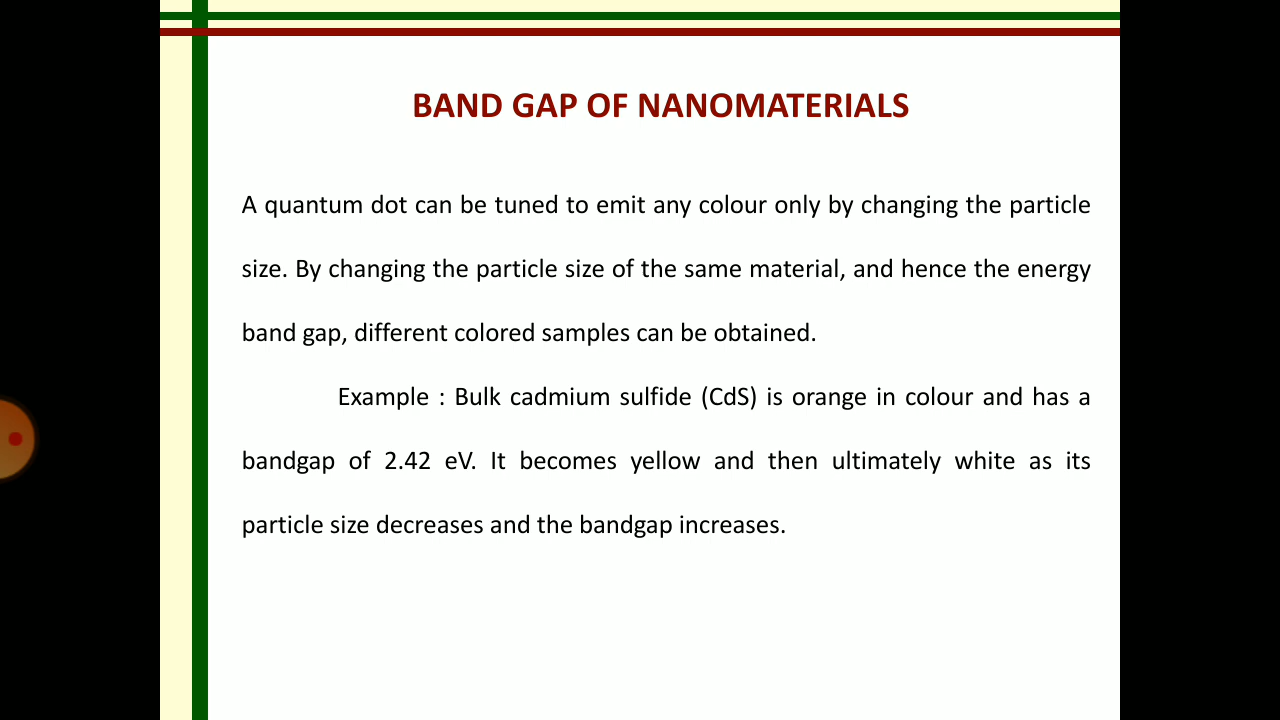 BAND GAP OF NANOMATERIALS
A quantum dot can be tuned to emit any colour only by changing the particle
size. By changing the particle size of the same material, and hence the energy
band gap, different colored samples can be obtained.
Example : Bulk cadmium sulfide (CdS) is orange in colour and has a
bandgap of 2.42 eV. It becomes yellow and then ultimately white as its
particle size decreases and the bandgap increases.